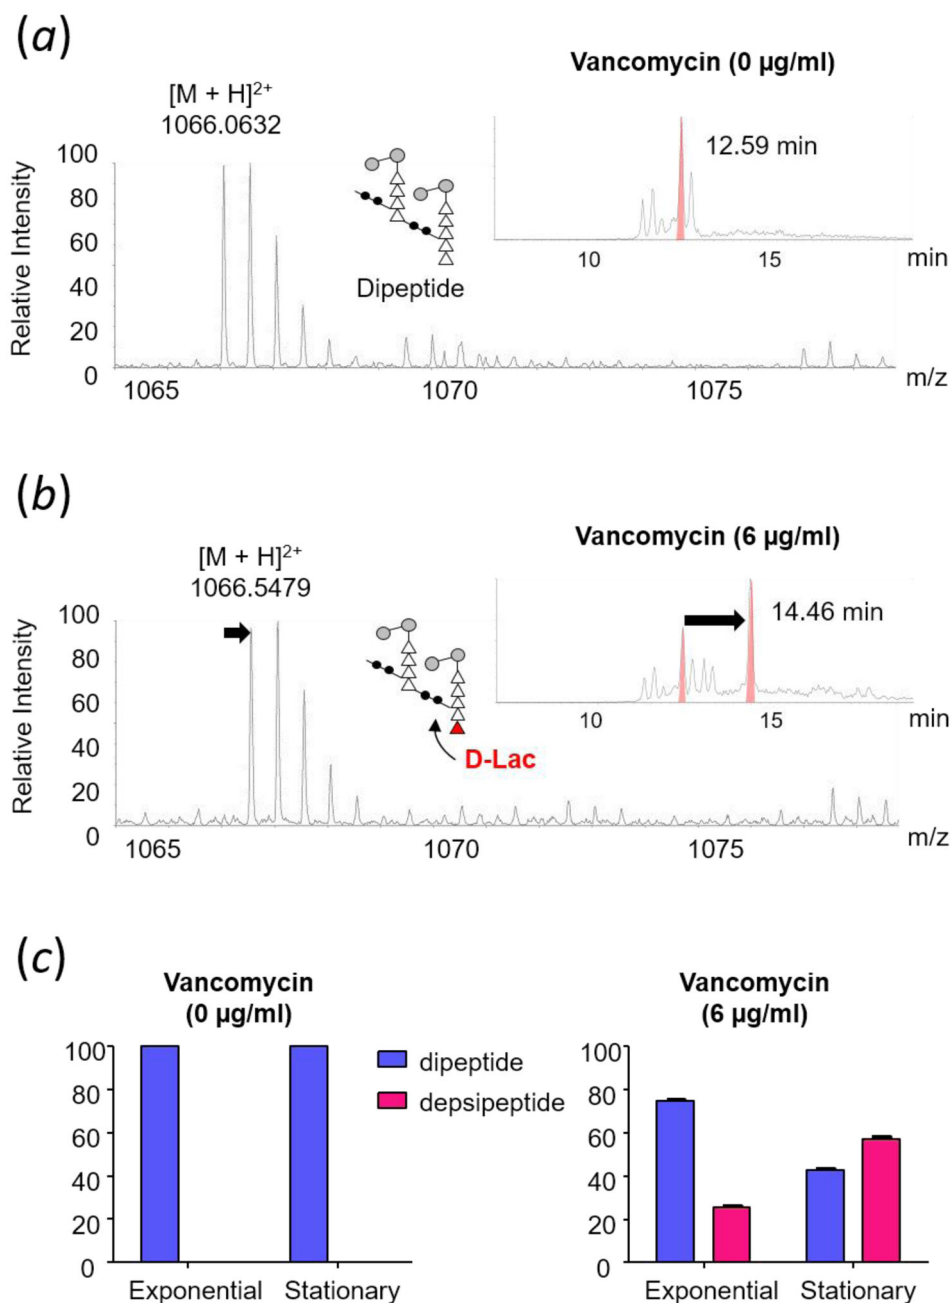 (a)
Vancomycin (0 µg/ml)
[M + H]²⁺
1066.0632
12.59 min
10
15
min
Dipeptide
Relative Intensity
100
80
60
40
20
0
1065
1070
1075
m/z
(b)
Vancomycin (6 µg/ml)
[M + H]²⁺
1066.5479
14.46 min
10
15
min
D-Lac
Relative Intensity
100
80
60
40
20
0
1065
1070
1075
m/z
(c)
Vancomycin
(0 µg/ml)
100
80
60
40
20
0
Exponential
Stationary
dipeptide
depsipeptide
Vancomycin
(6 µg/ml)
100
80
60
40
20
0
Exponential
Stationary